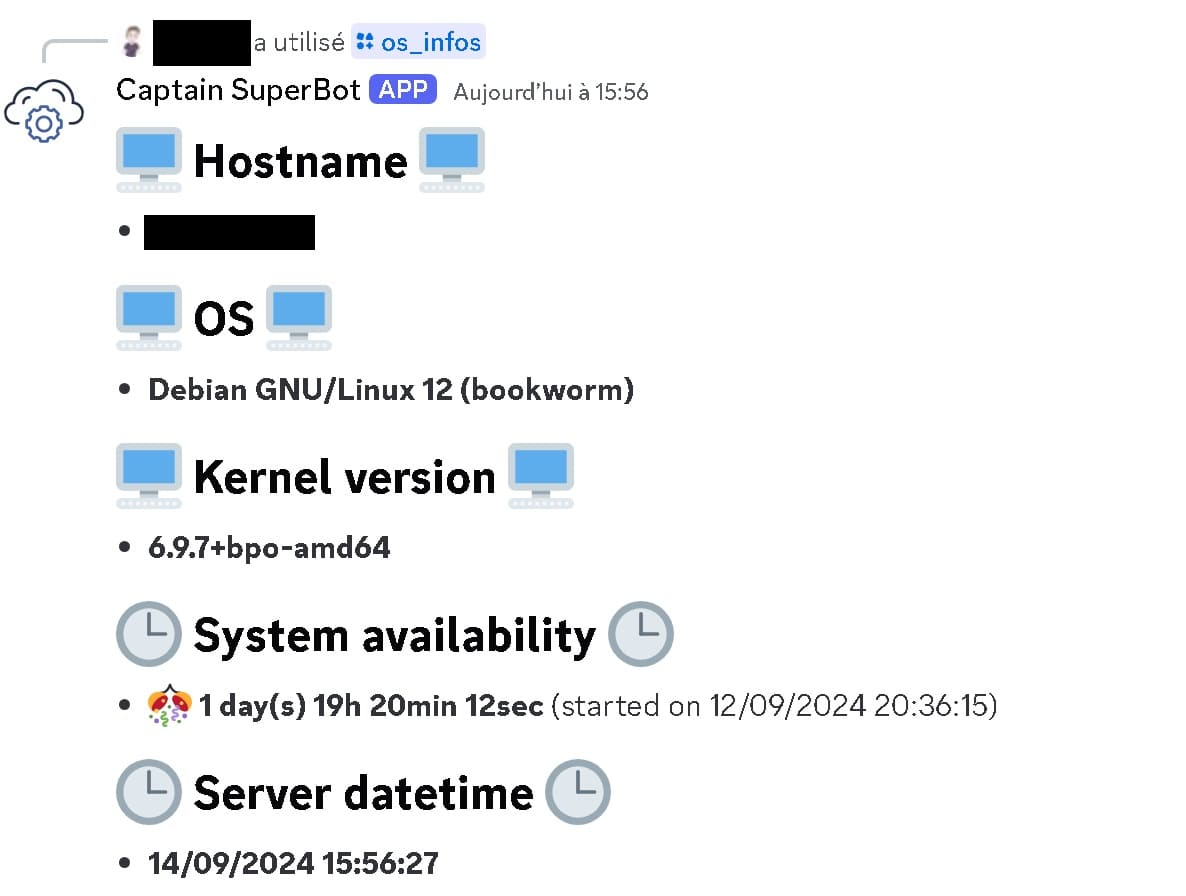 a utilisé os_infos
Captain SuperBot APP Aujourd’hui à 15:56
Hostname
OS
• Debian GNU/Linux 12 (bookworm)
Kernel version
• 6.9.7+bpo-amd64
System availability
• 1 day(s) 19h 20min 12sec (started on 12/09/2024 20:36:15)
Server datetime
• 14/09/2024 15:56:27